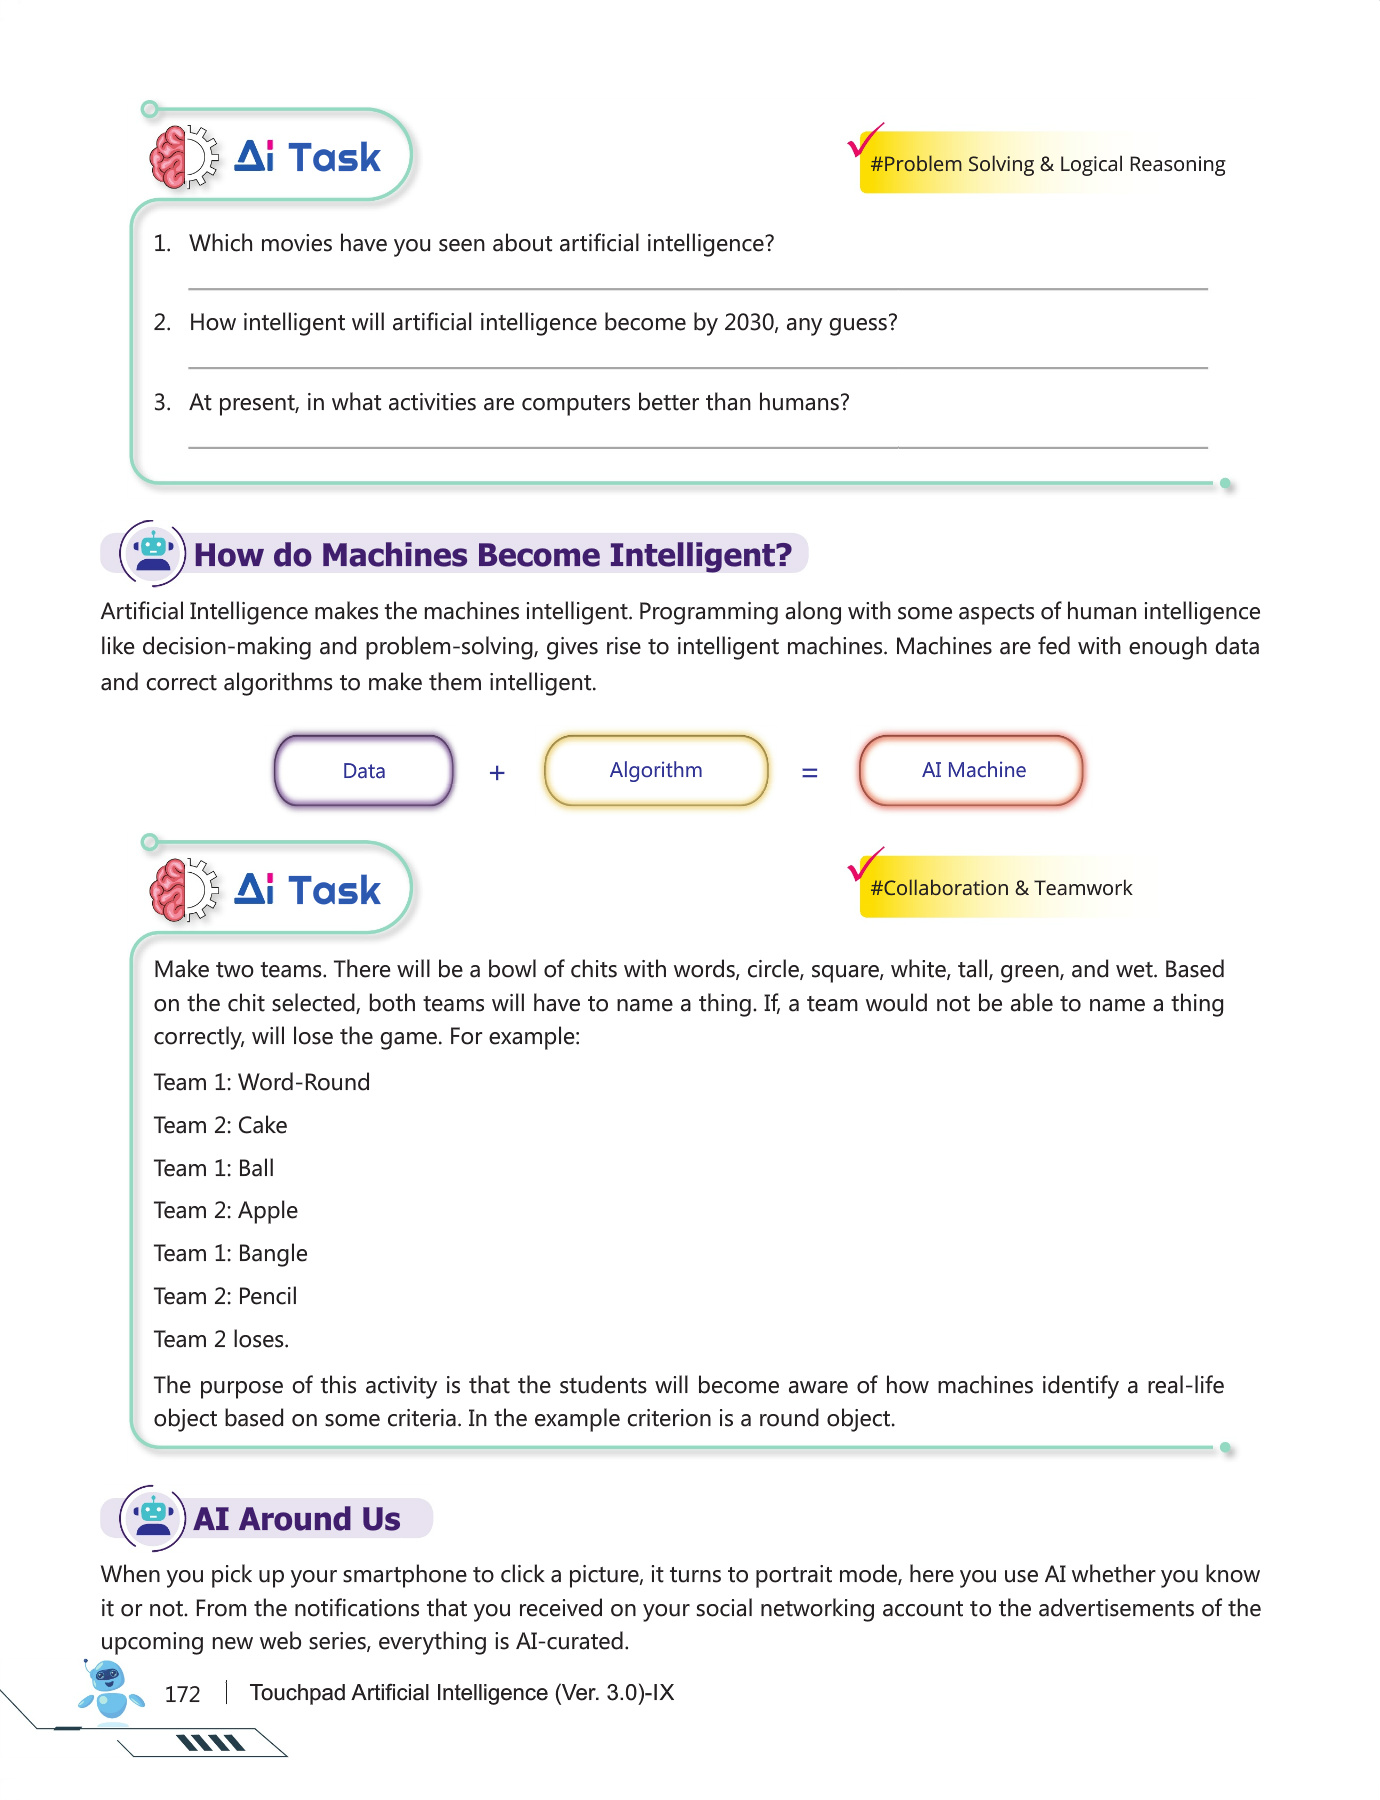 Ai Task
#Problem Solving & Logical Reasoning
1. Which movies have you seen about artificial intelligence?
2. How intelligent will artificial intelligence become by 2030, any guess?
3. At present, in what activities are computers better than humans?
How do Machines Become Intelligent?
Artificial Intelligence makes the machines intelligent. Programming along with some aspects of human intelligence
like decision-making and problem-solving, gives rise to intelligent machines. Machines are fed with enough data
and correct algorithms to make them intelligent.
Data + Algorithm = AI Machine
Ai Task
#Collaboration & Teamwork
Make two teams. There will be a bowl of chits with words, circle, square, white, tall, green, and wet. Based
on the chit selected, both teams will have to name a thing. If, a team would not be able to name a thing
correctly, will lose the game. For example:
Team 1: Word-Round
Team 2: Cake
Team 1: Ball
Team 2: Apple
Team 1: Bangle
Team 2: Pencil
Team 2 loses.
The purpose of this activity is that the students will become aware of how machines identify a real-life
object based on some criteria. In the example criterion is a round object.
AI Around Us
When you pick up your smartphone to click a picture, it turns to portrait mode, here you use AI whether you know
it or not. From the notifications that you received on your social networking account to the advertisements of the
upcoming new web series, everything is AI-curated.
172 | Touchpad Artificial Intelligence (Ver. 3.0)-IX